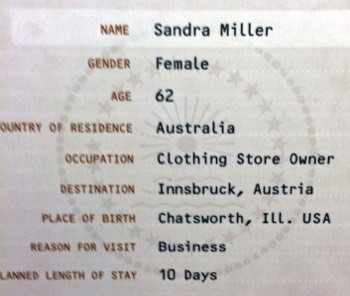 NAME Sandra Miller
GENDER Female
AGE 62
OUNTRY OF RESIDENCE Australia
OCCUPATION Clothing Store Owner
DESTINATION Innsbruck, Austria
PLACE OF BIRTH Chatsworth, Ill. USA
REASON FOR VISIT Business
LANNED LENGTH OF STAY 10 Days